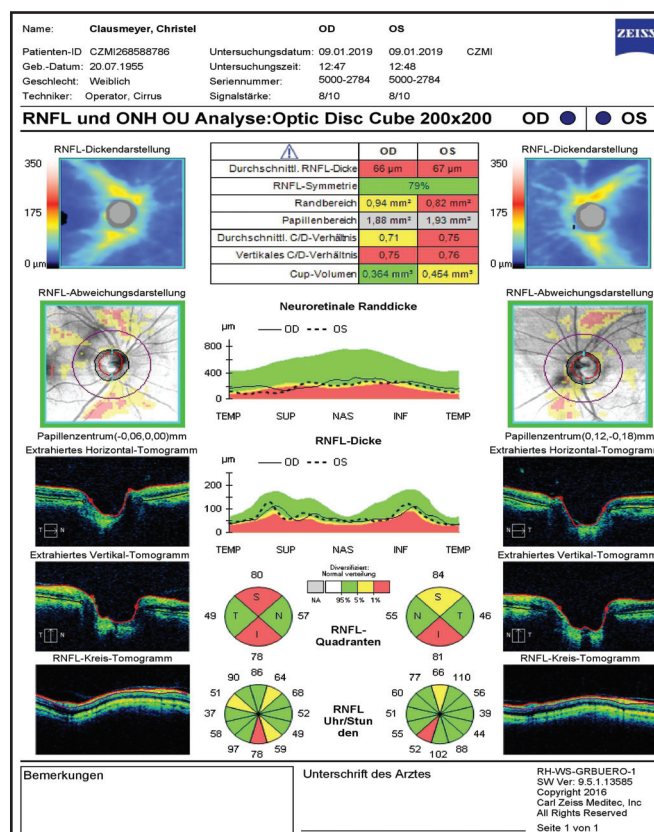 Name: Clausmeyer, Christel OD OS
ZEISS
Patienten-ID CZMI268588786 Untersuchungsdatum: 09.01.2019 09.01.2019 CZMI
Geb.-Datum: 20.07.1955 Untersuchungszeit: 12:47 12:48
Geschlecht: Weiblich Seriennummer: 5000-2784 5000-2784
Techniker: Operator, Cirrus Signalstärke: 8/10 8/10
RNFL und ONH OU Analyse:Optic Disc Cube 200x200 OD OS
RNFL-Dickendarstellung
350
175
0 µm
OD OS
Durchschnittl. RNFL-Dicke 66 µm 67 µm
RNFL-Symmetrie 79%
Randbereich 0,94 mm² 0,82 mm²
Papillenbereich 1,88 mm² 1,93 mm²
Durchschnittl. C/D-Verhältnis 0,71 0,75
Vertikales C/D-Verhältnis 0,75 0,76
Cup-Volumen 0,364 mm³ 0,454 mm³
RNFL-Dickendarstellung
350
175
0 µm
RNFL-Abweichungsdarstellung
Papillenzentrum(-0,06,0,00)mm
Neuroretinale Randdicke
µm OD OS
800
400
0
TEMP SUP NAS INF TEMP
RNFL-Abweichungsdarstellung
Papillenzentrum(0,12,-0,18)mm
Extrahiertes Horizontal-Tomogramm
T N
RNFL-Dicke
µm OD OS
200
100
0
TEMP SUP NAS INF TEMP
Extrahiertes Horizontal-Tomogramm
N T
Extrahiertes Vertikal-Tomogramm
T N
Diversifiziert:
Normal verteilung
NA 95% 5% 1%
80
S
49 T N 57
I
78
RNFL-
Quadranten
84
S
55 N T 46
I
81
Extrahiertes Vertikal-Tomogramm
N T
RNFL-Kreis-Tomogramm
86
90 64
51 68
37 52
58 49
97 59
78
RNFL
Uhr/Stun
den
66
77 110
60 56
51 39
55 44
52 88
102
RNFL-Kreis-Tomogramm
Bemerkungen
Unterschrift des Arztes
RH-WS-GRBUERO-1
SW Ver: 9.5.1.13585
Copyright 2016
Carl Zeiss Meditec, Inc
All Rights Reserved
Seite 1 von 1